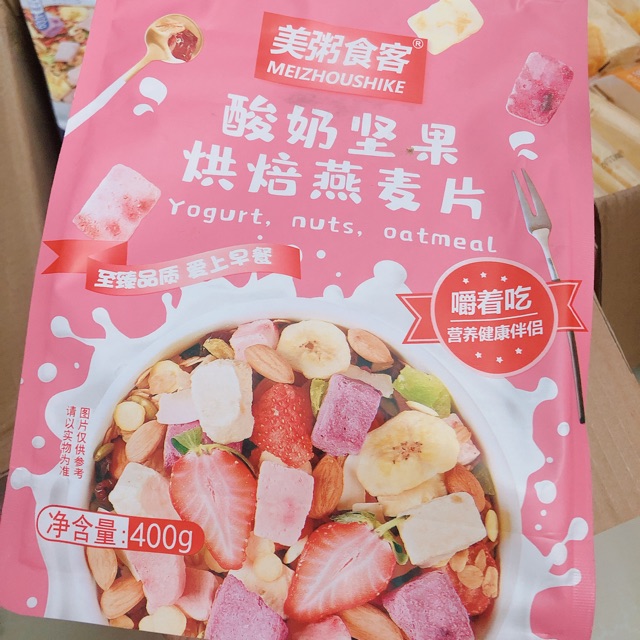 美粥食客®
MEIZHOUSHIKE
酸奶坚果
烘焙燕麦片
Yogurt, nuts, oatmeal
至臻品质 爱上早餐
嚼着吃
营养健康伴侣
图片仅供参考
请以实物为准
净含量:400g